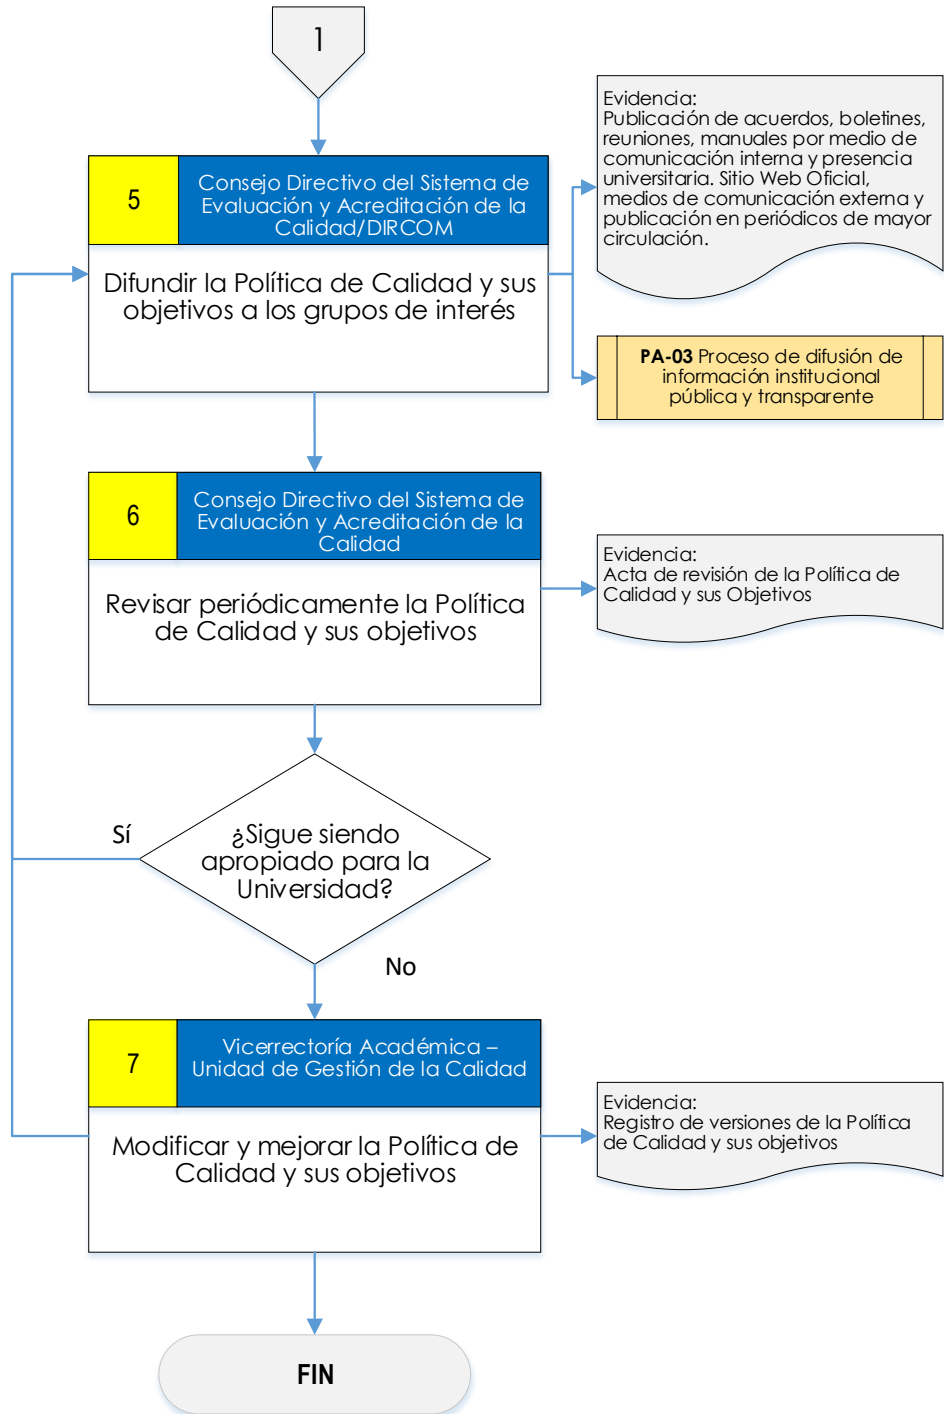 1
5
Consejo Directivo del Sistema de
Evaluación y Acreditación de la
Calidad/DIRCOM
Difundir la Política de Calidad y sus
objetivos a los grupos de interés
Evidencia:
Publicación de acuerdos, boletines,
reuniones, manuales por medio de
comunicación interna y presencia
universitaria. Sitio Web Oficial,
medios de comunicación externa y
publicación en periódicos de mayor
circulación.
PA-03 Proceso de difusión de
información institucional
pública y transparente
6
Consejo Directivo del Sistema de
Evaluación y Acreditación de la
Calidad
Revisar periódicamente la Política
de Calidad y sus objetivos
Evidencia:
Acta de revisión de la Política de
Calidad y sus Objetivos
¿Sigue siendo
apropiado para la
Universidad?
Sí
No
7
Vicerrectoría Académica –
Unidad de Gestión de la Calidad
Modificar y mejorar la Política de
Calidad y sus objetivos
Evidencia:
Registro de versiones de la Política
de Calidad y sus objetivos
FIN